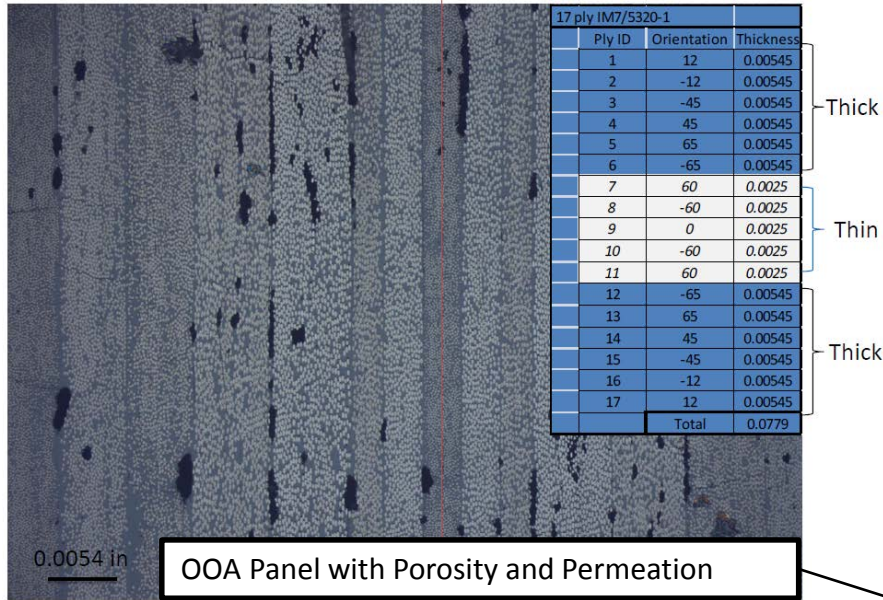 17 ply IM7/5320-1
Ply ID Orientation Thickness
1 12 0.00545
2 -12 0.00545
3 -45 0.00545
4 45 0.00545
5 65 0.00545
6 -65 0.00545
7 60 0.0025
8 -60 0.0025
9 0 0.0025
10 -60 0.0025
11 60 0.0025
12 -65 0.00545
13 65 0.00545
14 45 0.00545
15 -45 0.00545
16 -12 0.00545
17 12 0.00545
Total 0.0779
Thick
Thin
Thick
0.0054 in
OOA Panel with Porosity and Permeation